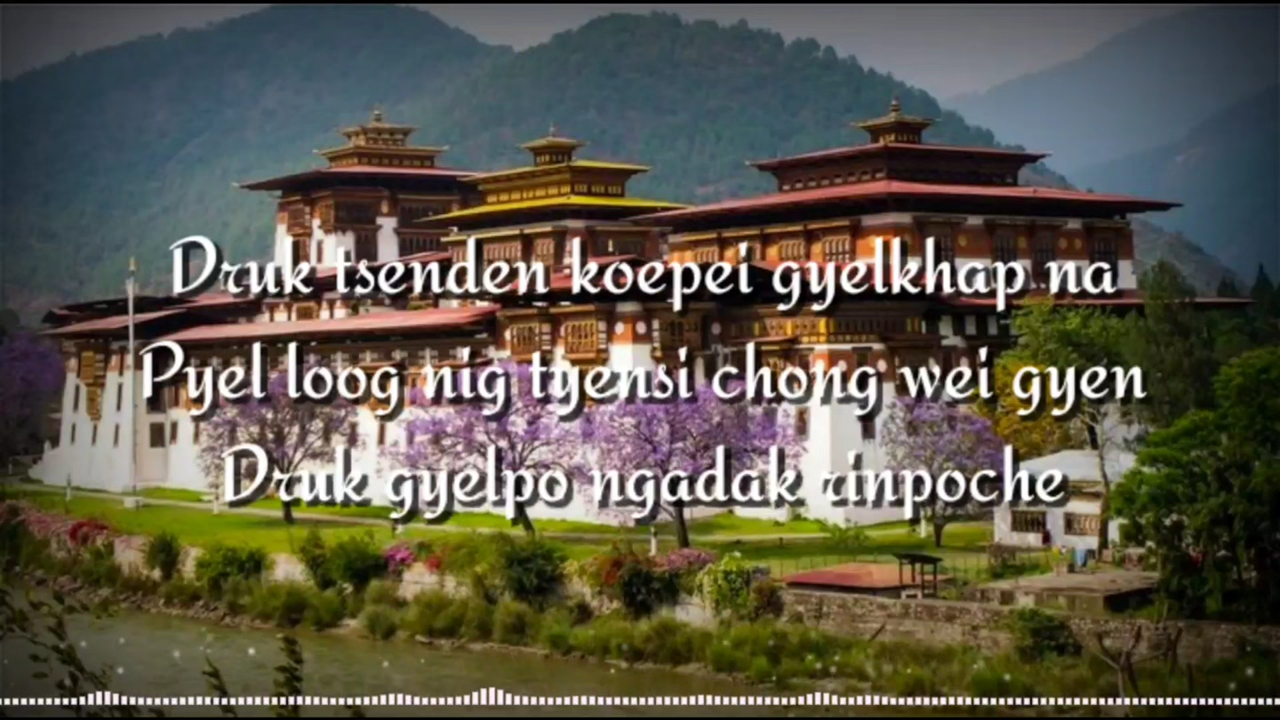 Druk tsenden koepei gyelkhap na
Pyel loog nig tyensi chong wei gyen
Druk gyelpo ngadak rinpoche